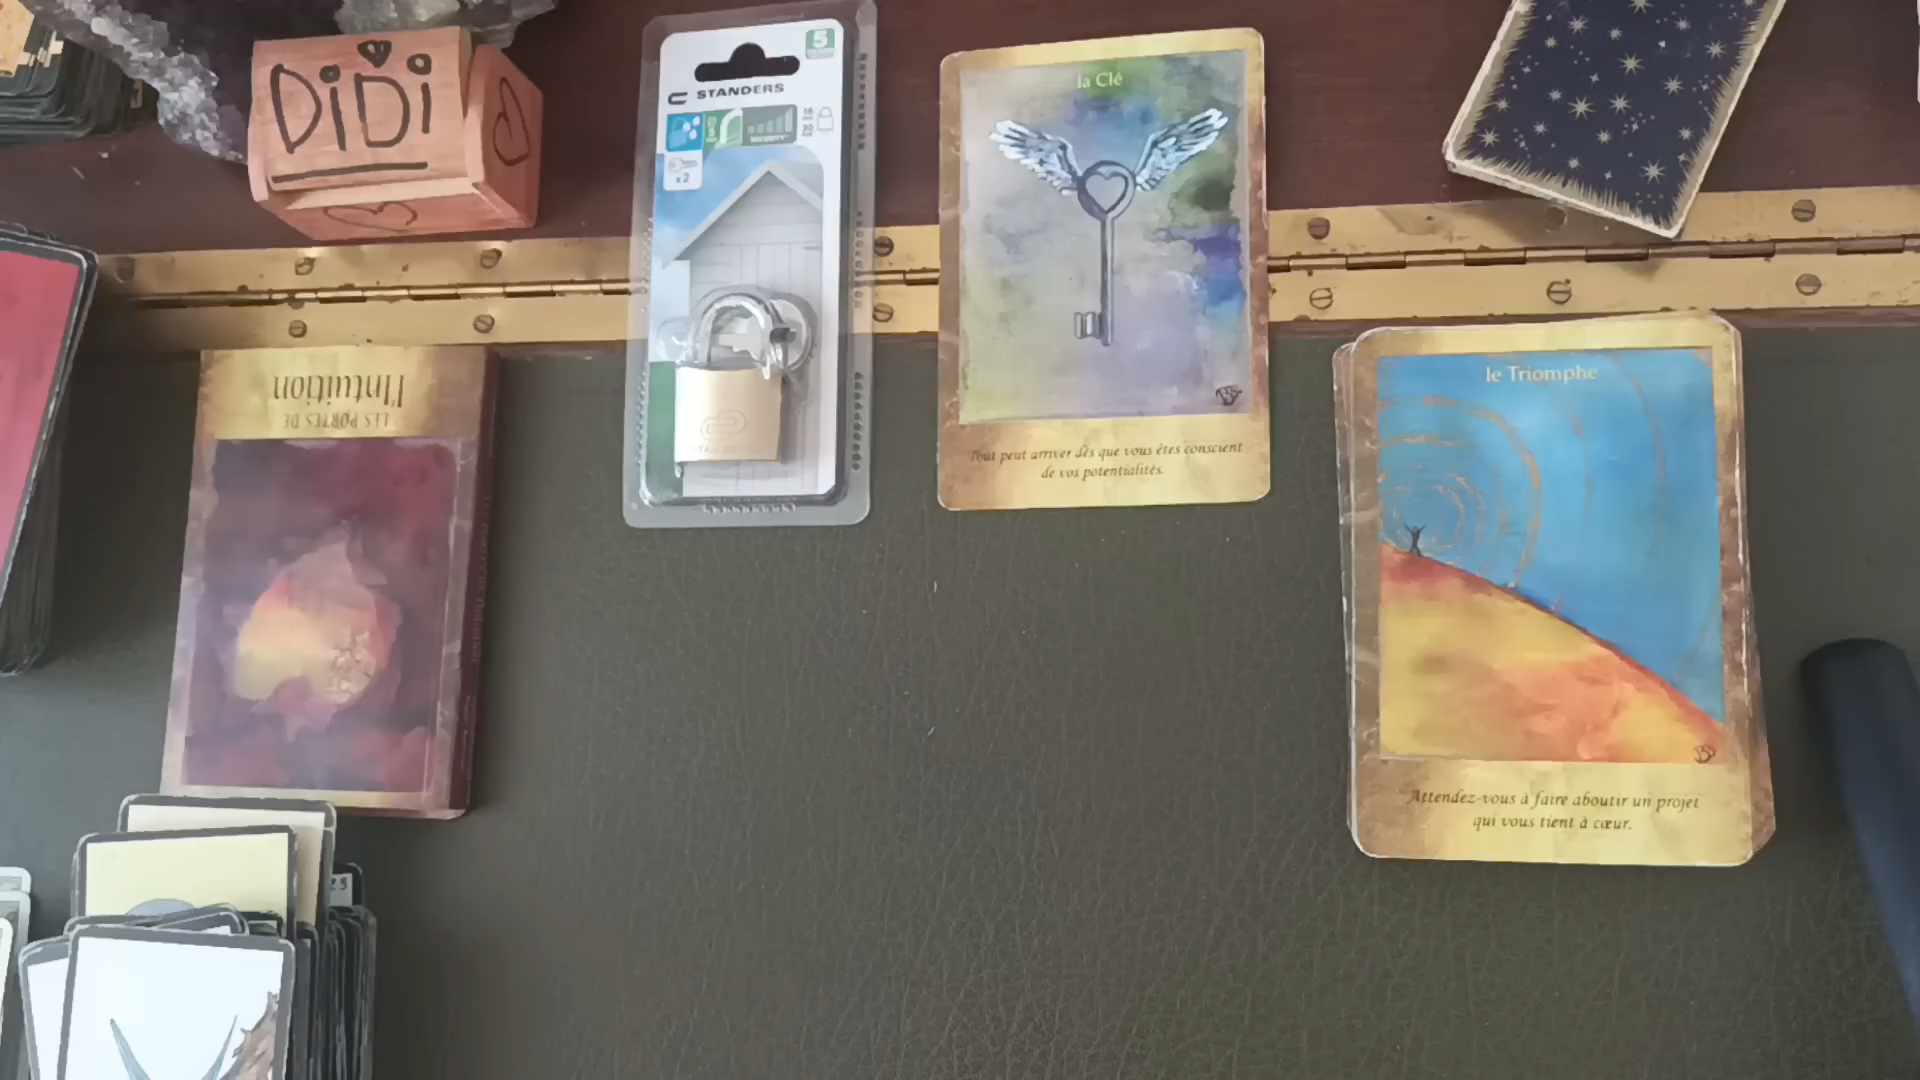 DiDi
STANDERS
5
SECURITY
x2
la Clé
Tout peut arriver dès que vous êtes conscient
de vos potentialités.
l'Intuition
LES PORTES DE
le Triomphe
Attendez-vous à faire aboutir un projet
qui vous tient à cœur.